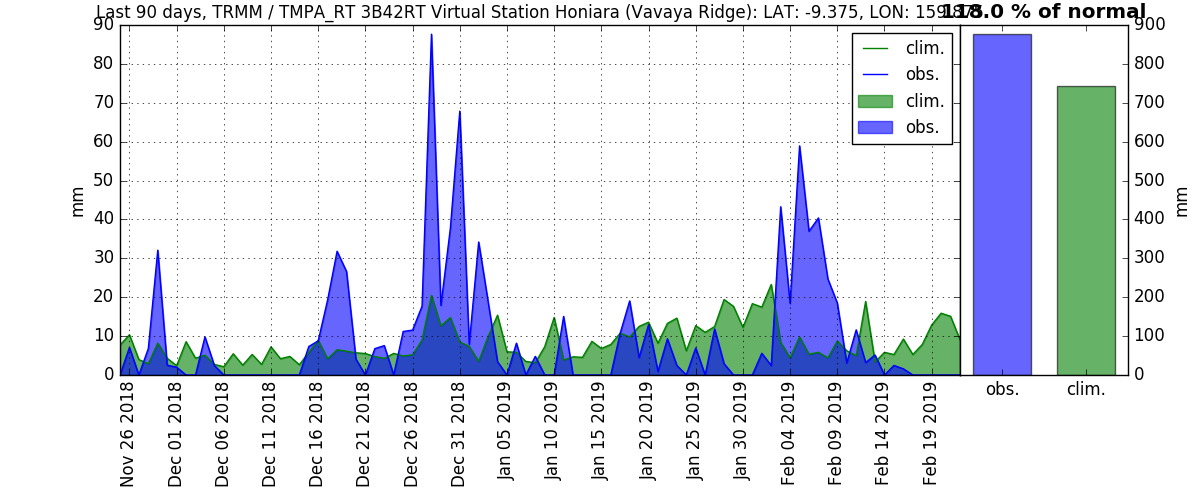 Last 90 days, TRMM / TMPA_RT 3B42RT Virtual Station Honiara (Vavaya Ridge): LAT: -9.375, LON:
118.0 % of normal
90
80
70
60
50
40
30
20
10
0
mm
clim.
obs.
clim.
obs.
Nov 26 2018
Dec 01 2018
Dec 06 2018
Dec 11 2018
Dec 16 2018
Dec 21 2018
Dec 26 2018
Dec 31 2018
Jan 05 2019
Jan 10 2019
Jan 15 2019
Jan 20 2019
Jan 25 2019
Jan 30 2019
Feb 04 2019
Feb 09 2019
Feb 14 2019
Feb 19 2019
900
800
700
600
500
400
300
200
100
0
mm
obs.
clim.